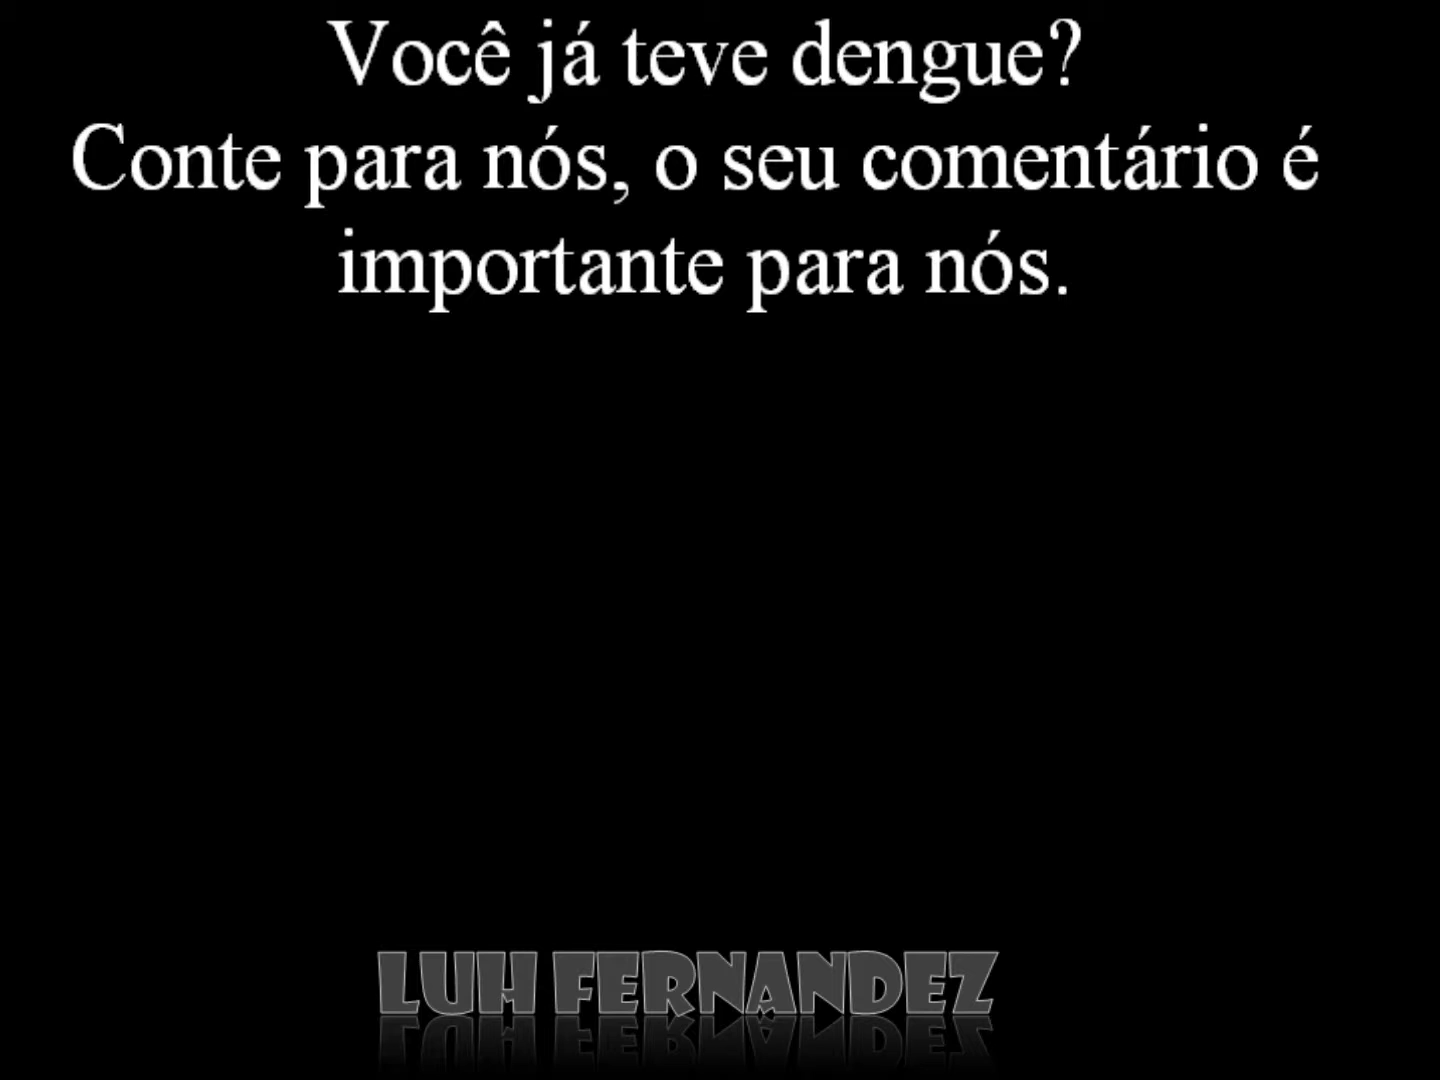 Você já teve dengue?
Conte para nós, o seu comentário é
importante para nós.
LUH FERNANDEZ